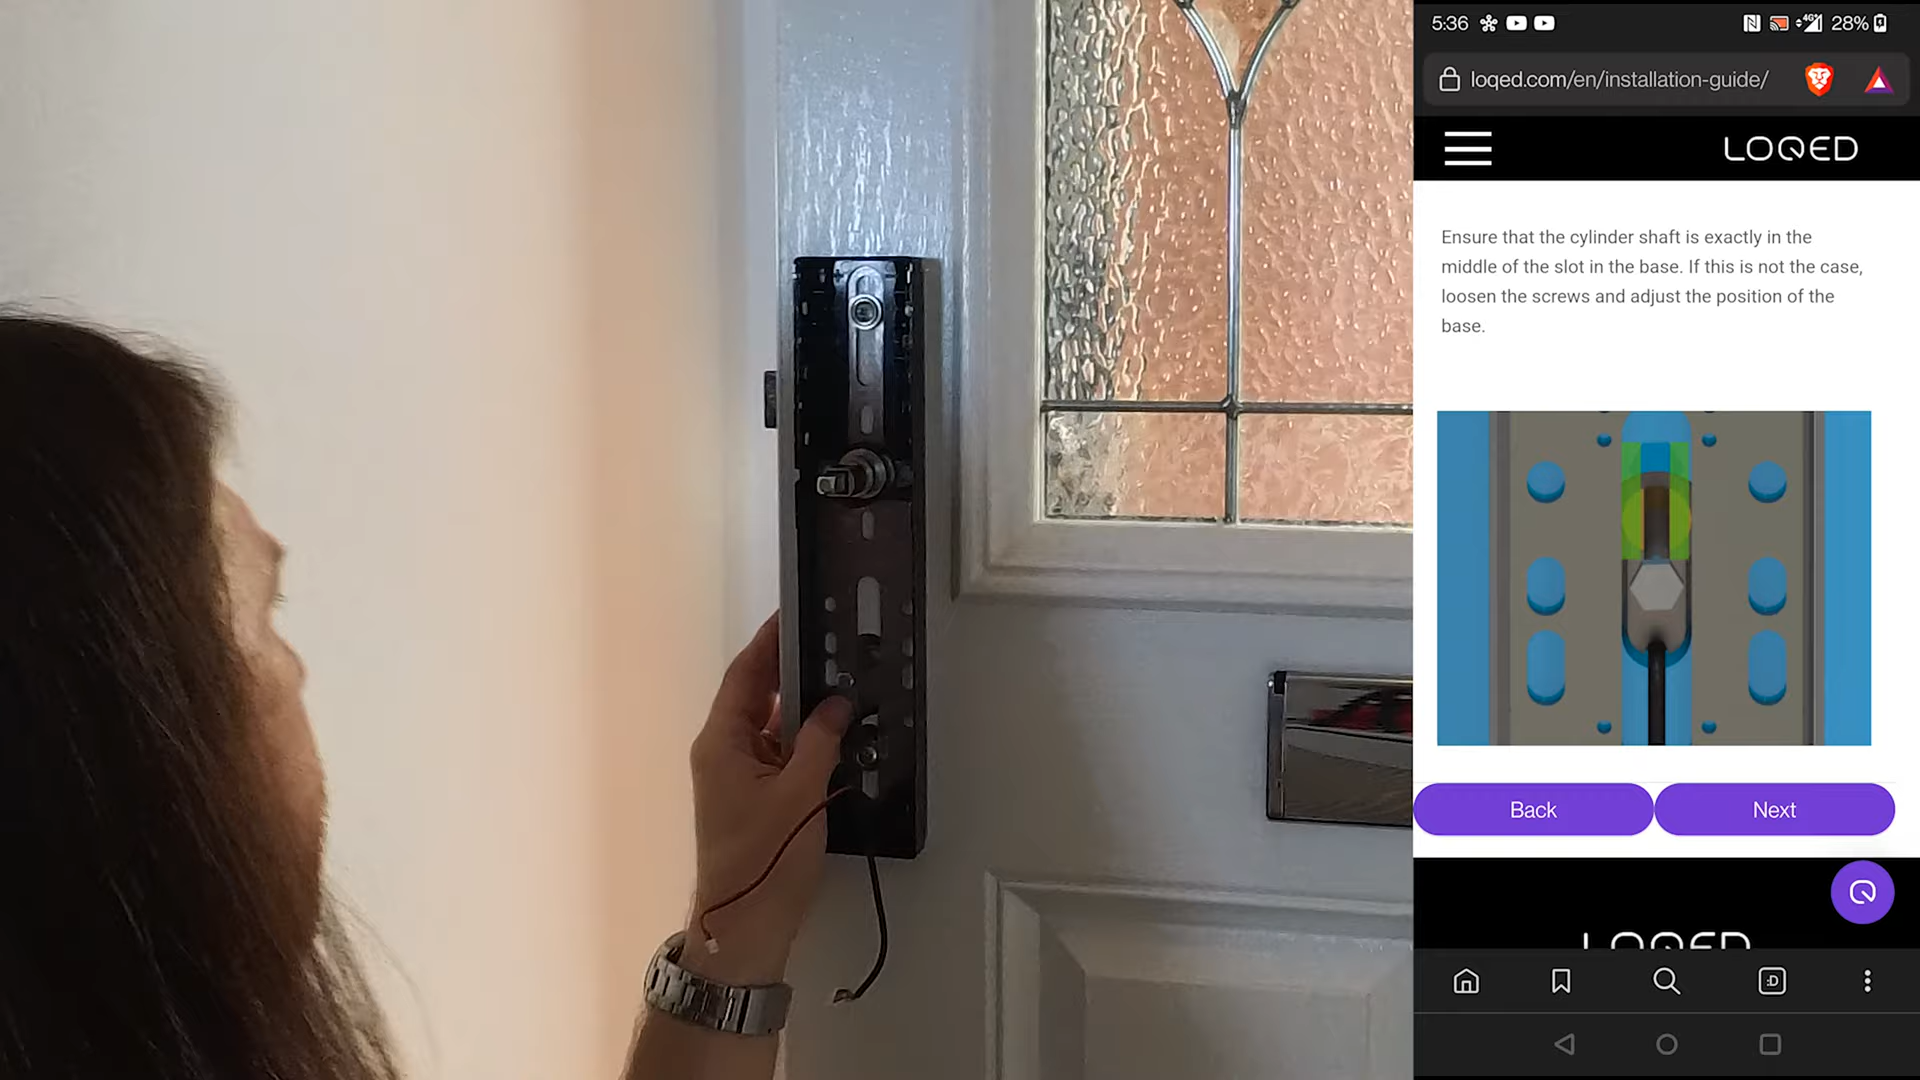 5:36
4G
28%
loqed.com/en/installation-guide/
LOQED
Ensure that the cylinder shaft is exactly in the
middle of the slot in the base. If this is not the case,
loosen the screws and adjust the position of the
base.
Back
Next
LOQED
:D